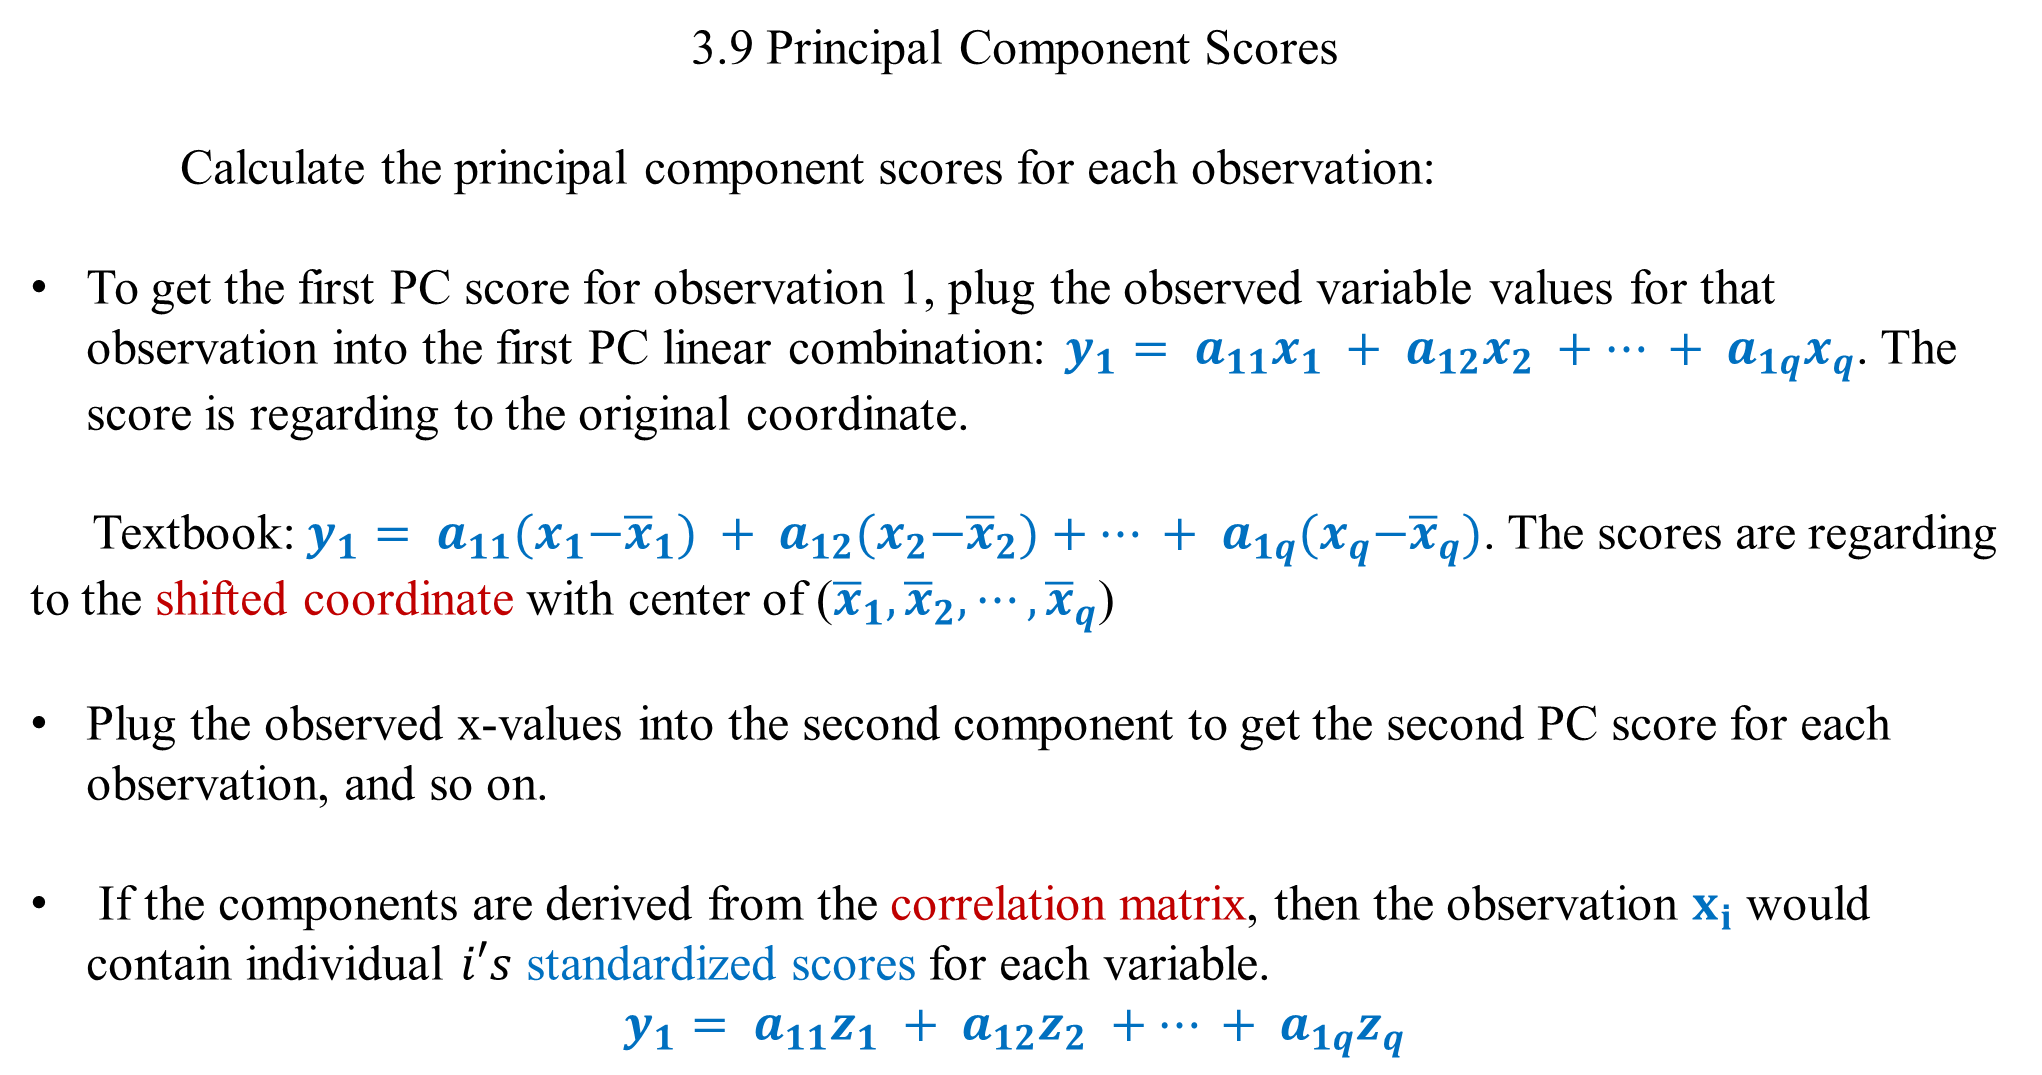 3.9 Principal Component Scores
Calculate the principal component scores for each observation:
• To get the first PC score for observation 1, plug the observed variable values for that
observation into the first PC linear combination: y₁ = a₁₁x₁ + a₁₂x₂ + ⋯ + a₁qxq. The
score is regarding to the original coordinate.
Textbook: y₁ = a₁₁(x₁−x̅₁) + a₁₂(x₂−x̅₂) + ⋯ + a₁q(xq−x̅q). The scores are regarding
to the shifted coordinate with center of (x̅₁, x̅₂, ⋯ , x̅q)
• Plug the observed x-values into the second component to get the second PC score for each
observation, and so on.
• If the components are derived from the correlation matrix, then the observation xᵢ would
contain individual i′s standardized scores for each variable.
y₁ = a₁₁z₁ + a₁₂z₂ + ⋯ + a₁qzq